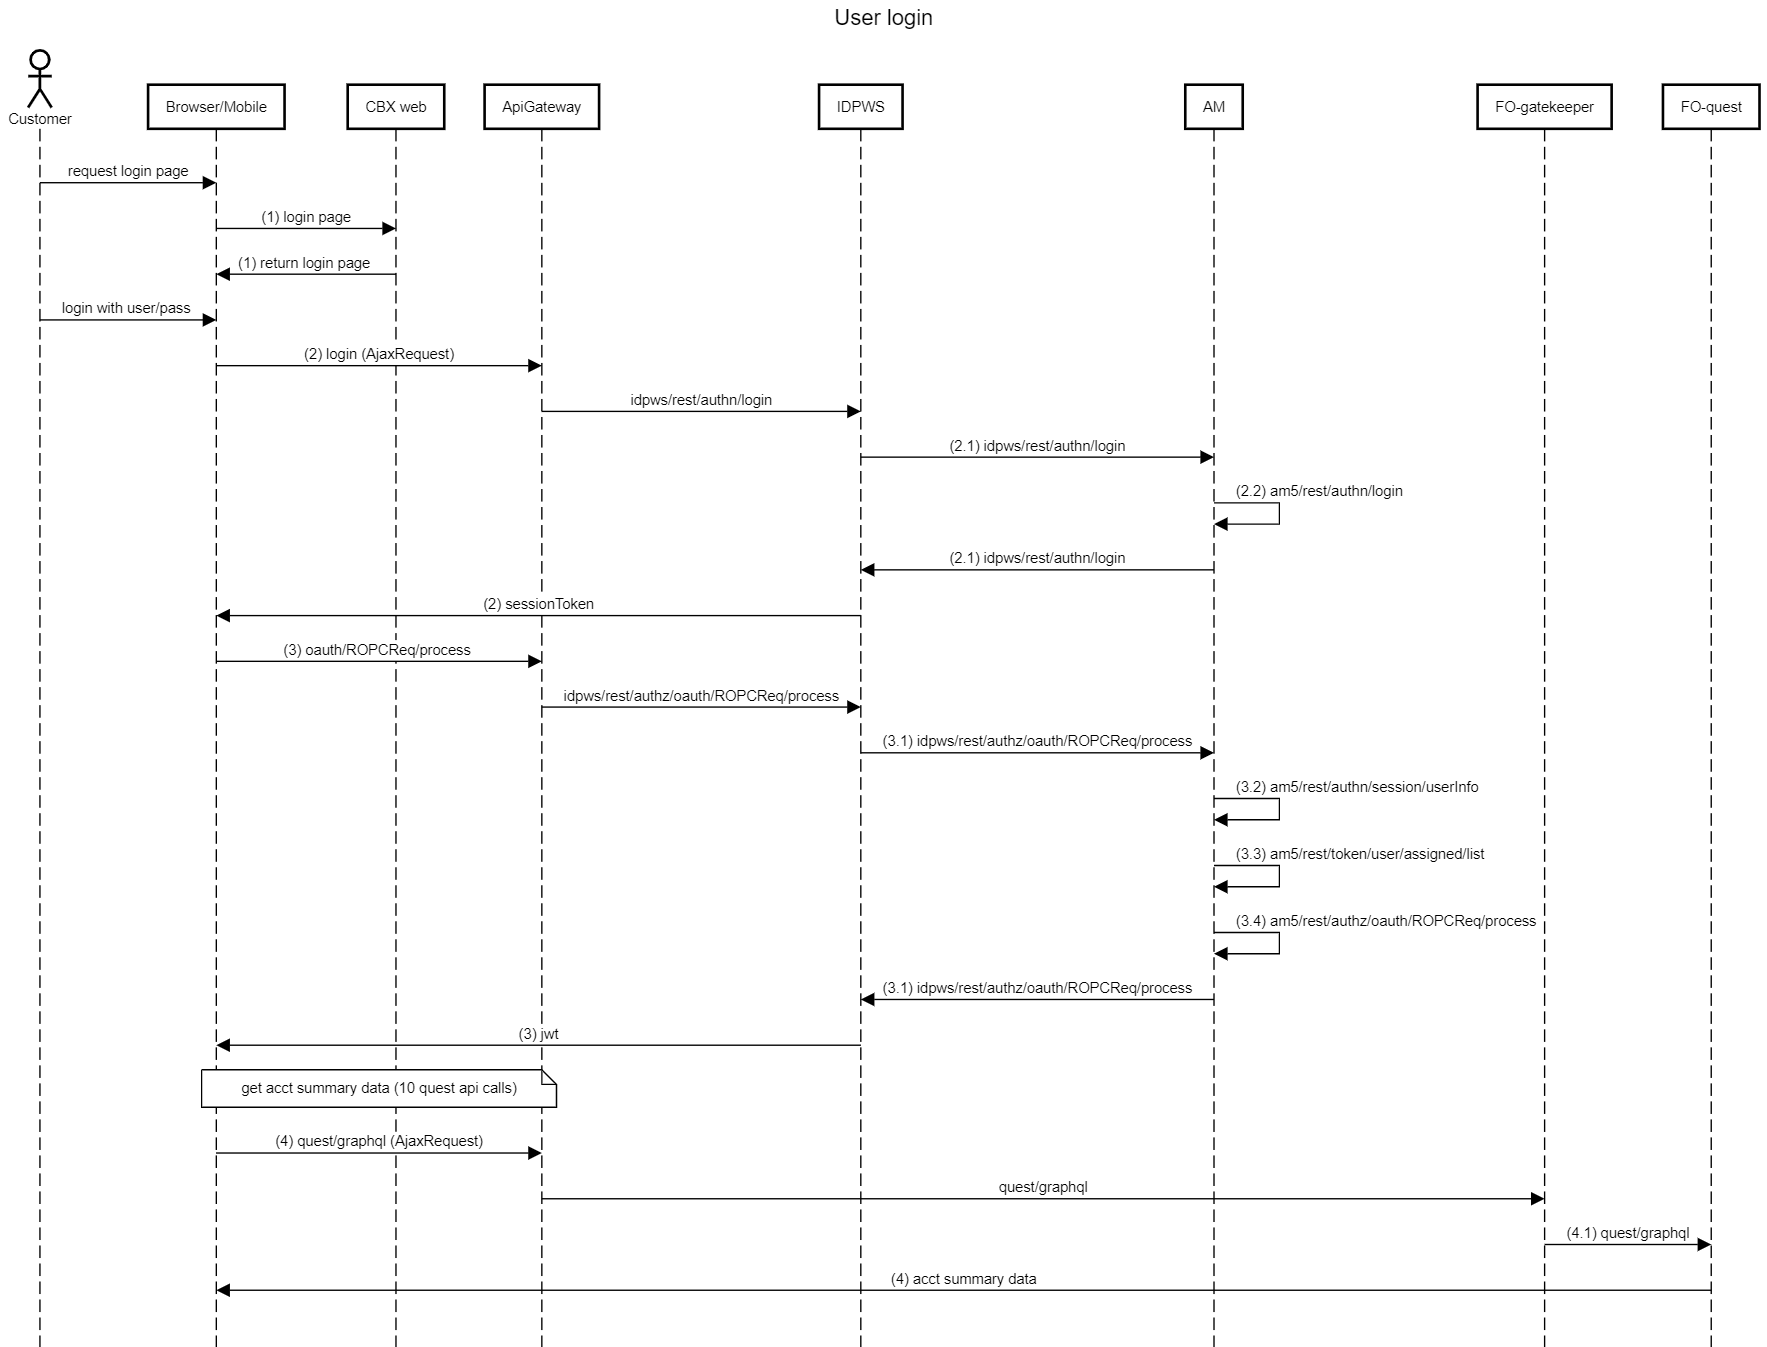 User login
Customer
Browser/Mobile
CBX web
ApiGateway
IDPWS
AM
FO-gatekeeper
FO-quest
request login page
(1) login page
(1) return login page
login with user/pass
(2) login (AjaxRequest)
idpws/rest/authn/login
(2.1) idpws/rest/authn/login
(2.2) am5/rest/authn/login
(2.1) idpws/rest/authn/login
(2) sessionToken
(3) oauth/ROPCReq/process
idpws/rest/authz/oauth/ROPCReq/process
(3.1) idpws/rest/authz/oauth/ROPCReq/process
(3.2) am5/rest/authn/session/userInfo
(3.3) am5/rest/token/user/assigned/list
(3.4) am5/rest/authz/oauth/ROPCReq/process
(3.1) idpws/rest/authz/oauth/ROPCReq/process
(3) jwt
get acct summary data (10 quest api calls)
(4) quest/graphql (AjaxRequest)
quest/graphql
(4.1) quest/graphql
(4) acct summary data